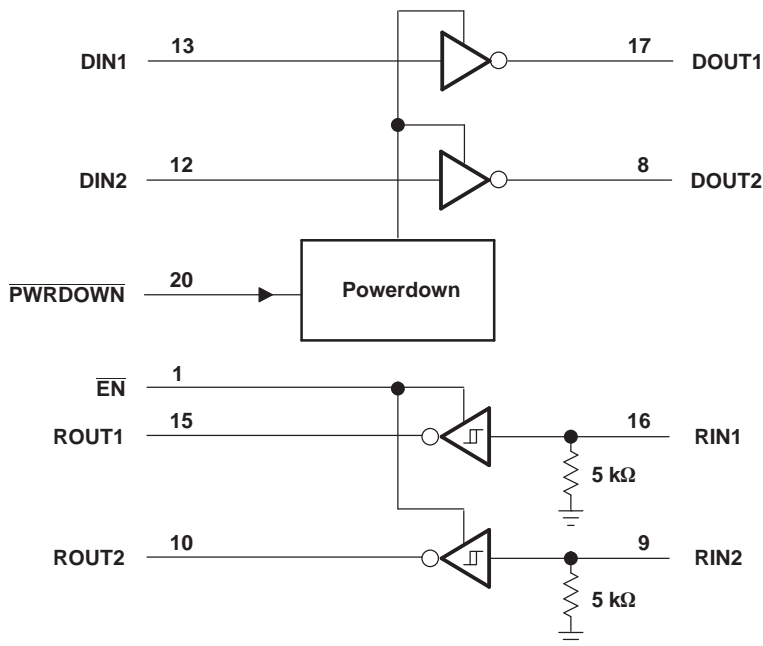 DIN1 13 17 DOUT1
DIN2 12 8 DOUT2
PWRDOWN 20 Powerdown
EN 1
ROUT1 15 16 RIN1
5 kΩ
ROUT2 10 9 RIN2
5 kΩ